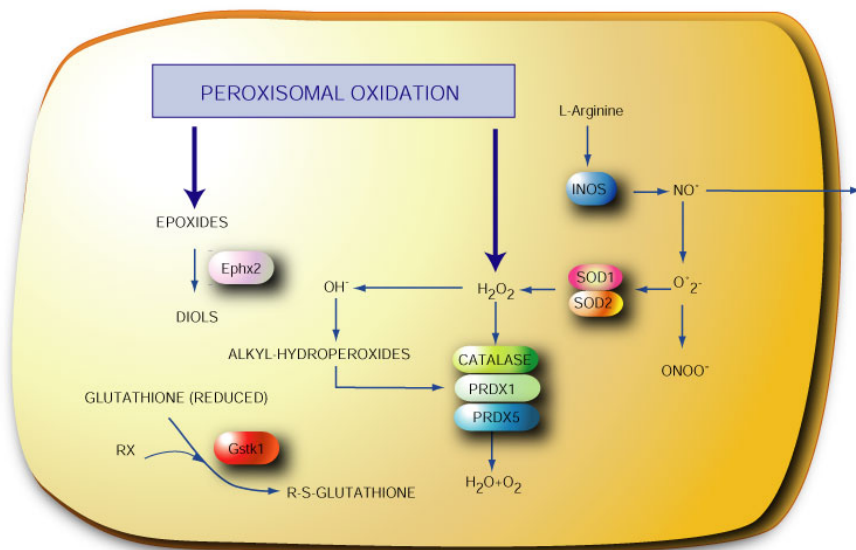 PEROXISOMAL OXIDATION
L-Arginine
INOS
NO•
EPOXIDES
Ephx2
DIOLS
OH-
H2O2
SOD1
SOD2
O•2-
ALKYL-HYDROPEROXIDES
CATALASE
PRDX1
PRDX5
ONOO-
GLUTATHIONE (REDUCED)
RX
Gstk1
R-S-GLUTATHIONE
H2O+O2